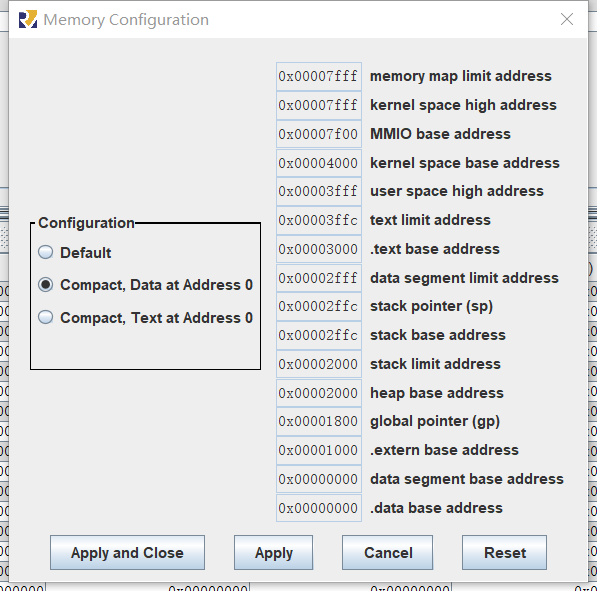 Memory Configuration
0x00007fff memory map limit address
0x00007fff kernel space high address
0x00007f00 MMIO base address
0x00004000 kernel space base address
0x00003fff user space high address
0x00003ffc text limit address
0x00003000 .text base address
0x00002fff data segment limit address
0x00002ffc stack pointer (sp)
0x00002ffc stack base address
0x00002000 stack limit address
0x00002000 heap base address
0x00001800 global pointer (gp)
0x00001000 .extern base address
0x00000000 data segment base address
0x00000000 .data base address
Configuration
Default
Compact, Data at Address 0
Compact, Text at Address 0
Apply and Close
Apply
Cancel
Reset